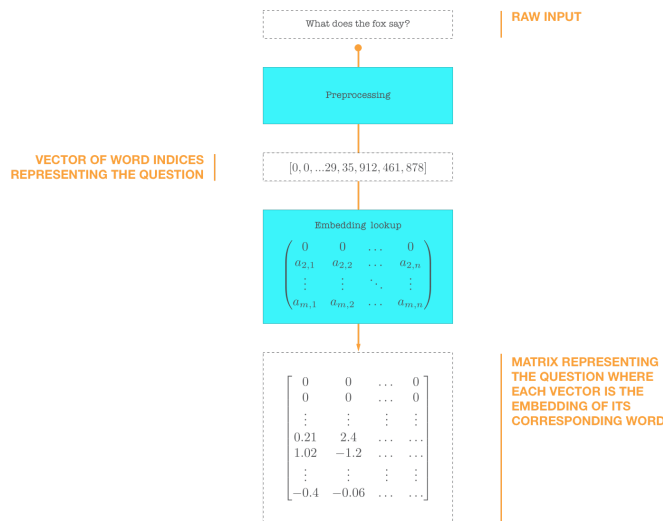 What does the fox say?
RAW INPUT
Preprocessing
VECTOR OF WORD INDICES
REPRESENTING THE QUESTION
[0, 0, ...29, 35, 912, 461, 878]
Embedding lookup
0 0 … 0
a2,1 a2,2 … a2,n
⋮ ⋮ ⋱ ⋮
am,1 am,2 … am,n
MATRIX REPRESENTING
THE QUESTION WHERE
EACH VECTOR IS THE
EMBEDDING OF ITS
CORRESPONDING WORD
0 0 … 0
0 0 … 0
⋮ ⋮ ⋮ ⋮
0.21 2.4 … …
1.02 −1.2 … …
⋮ ⋮ ⋮ ⋮
−0.4 −0.06 … …